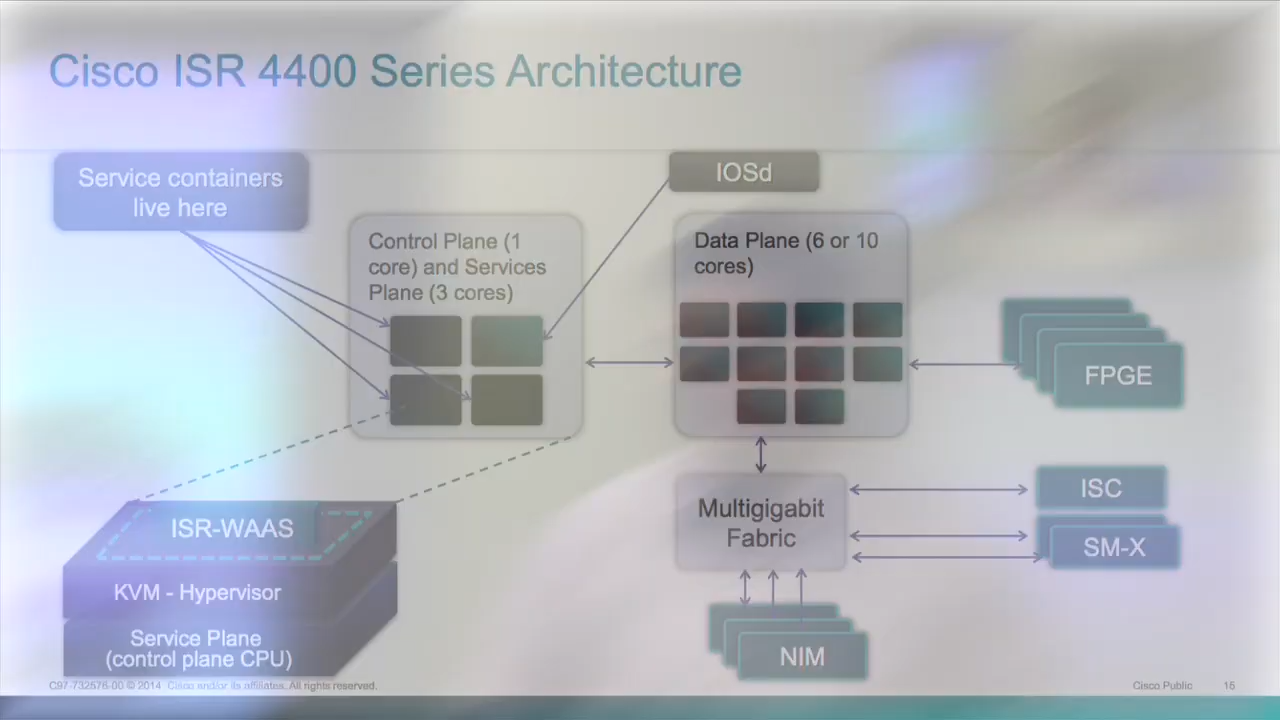 Cisco ISR 4400 Series Architecture
Service containers
live here
IOSd
Control Plane (1
core) and Services
Plane (3 cores)
Data Plane (6 or 10
cores)
FPGE
Multigigabit
Fabric
ISC
SM-X
NIM
ISR-WAAS
KVM - Hypervisor
Service Plane
(control plane CPU)
C97-732576-00 © 2014 Cisco and/or its affiliates. All rights reserved.
Cisco Public
16